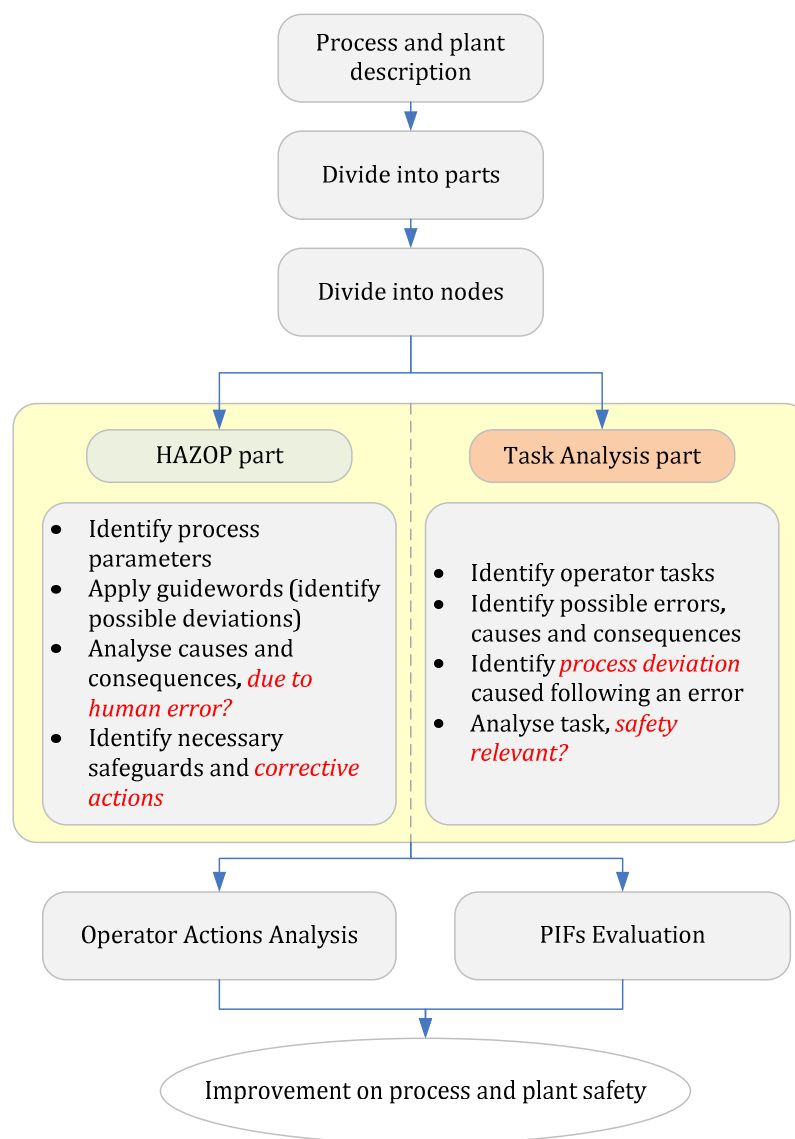 Process and plant
description
Divide into parts
Divide into nodes
HAZOP part
• Identify process
parameters
• Apply guidewords (identify
possible deviations)
• Analyse causes and
consequences, due to
human error?
• Identify necessary
safeguards and corrective
actions
Task Analysis part
• Identify operator tasks
• Identify possible errors,
causes and consequences
• Identify process deviation
caused following an error
• Analyse task, safety
relevant?
Operator Actions Analysis
PIFs Evaluation
Improvement on process and plant safety